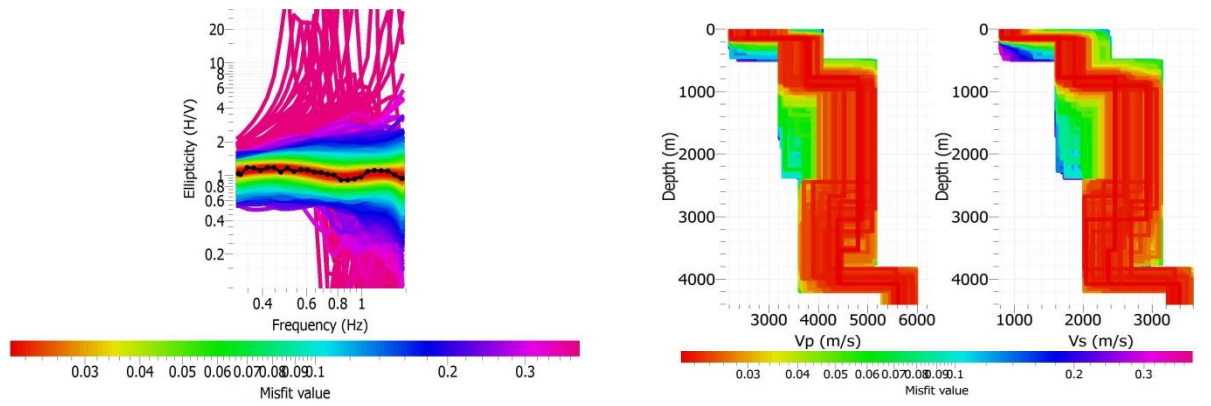 Ellipticity (H/V)
20
10
8
6
4
2
1
0.8
0.6
0.4
0.2
0.4 0.6 0.8 1
Frequency (Hz)
0.03 0.04 0.05 0.06 0.07 0.08 0.09 0.1 0.2 0.3
Misfit value
Depth (m)
0
1000
2000
3000
4000
3000 4000 5000 6000
Vp (m/s)
Depth (m)
0
1000
2000
3000
4000
1000 2000 3000
Vs (m/s)
0.03 0.04 0.05 0.06 0.07 0.08 0.09 0.1 0.2 0.3
Misfit value